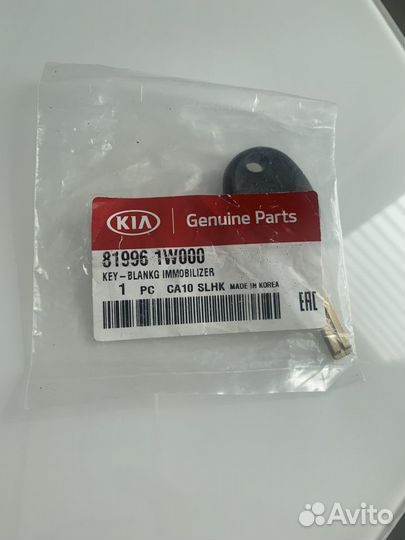 KIA Genuine Parts
81996 1W000
KEY-BLANKG IMMOBILIZER
1 PC CA10 SLHK MADE IN KOREA
EAC
Avito